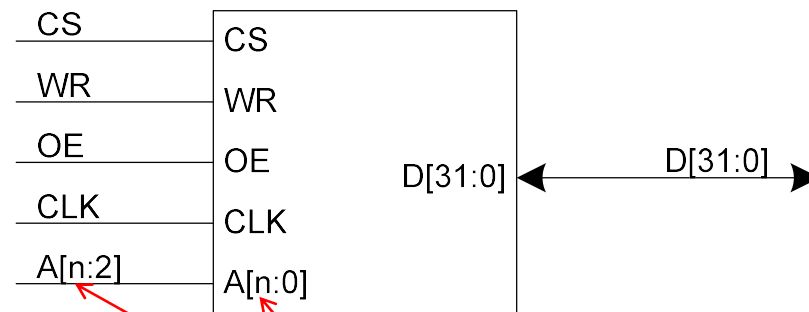 CS CS
WR WR
OE OE
D[31:0] D[31:0]
CLK CLK
A[n:2] A[n:0]